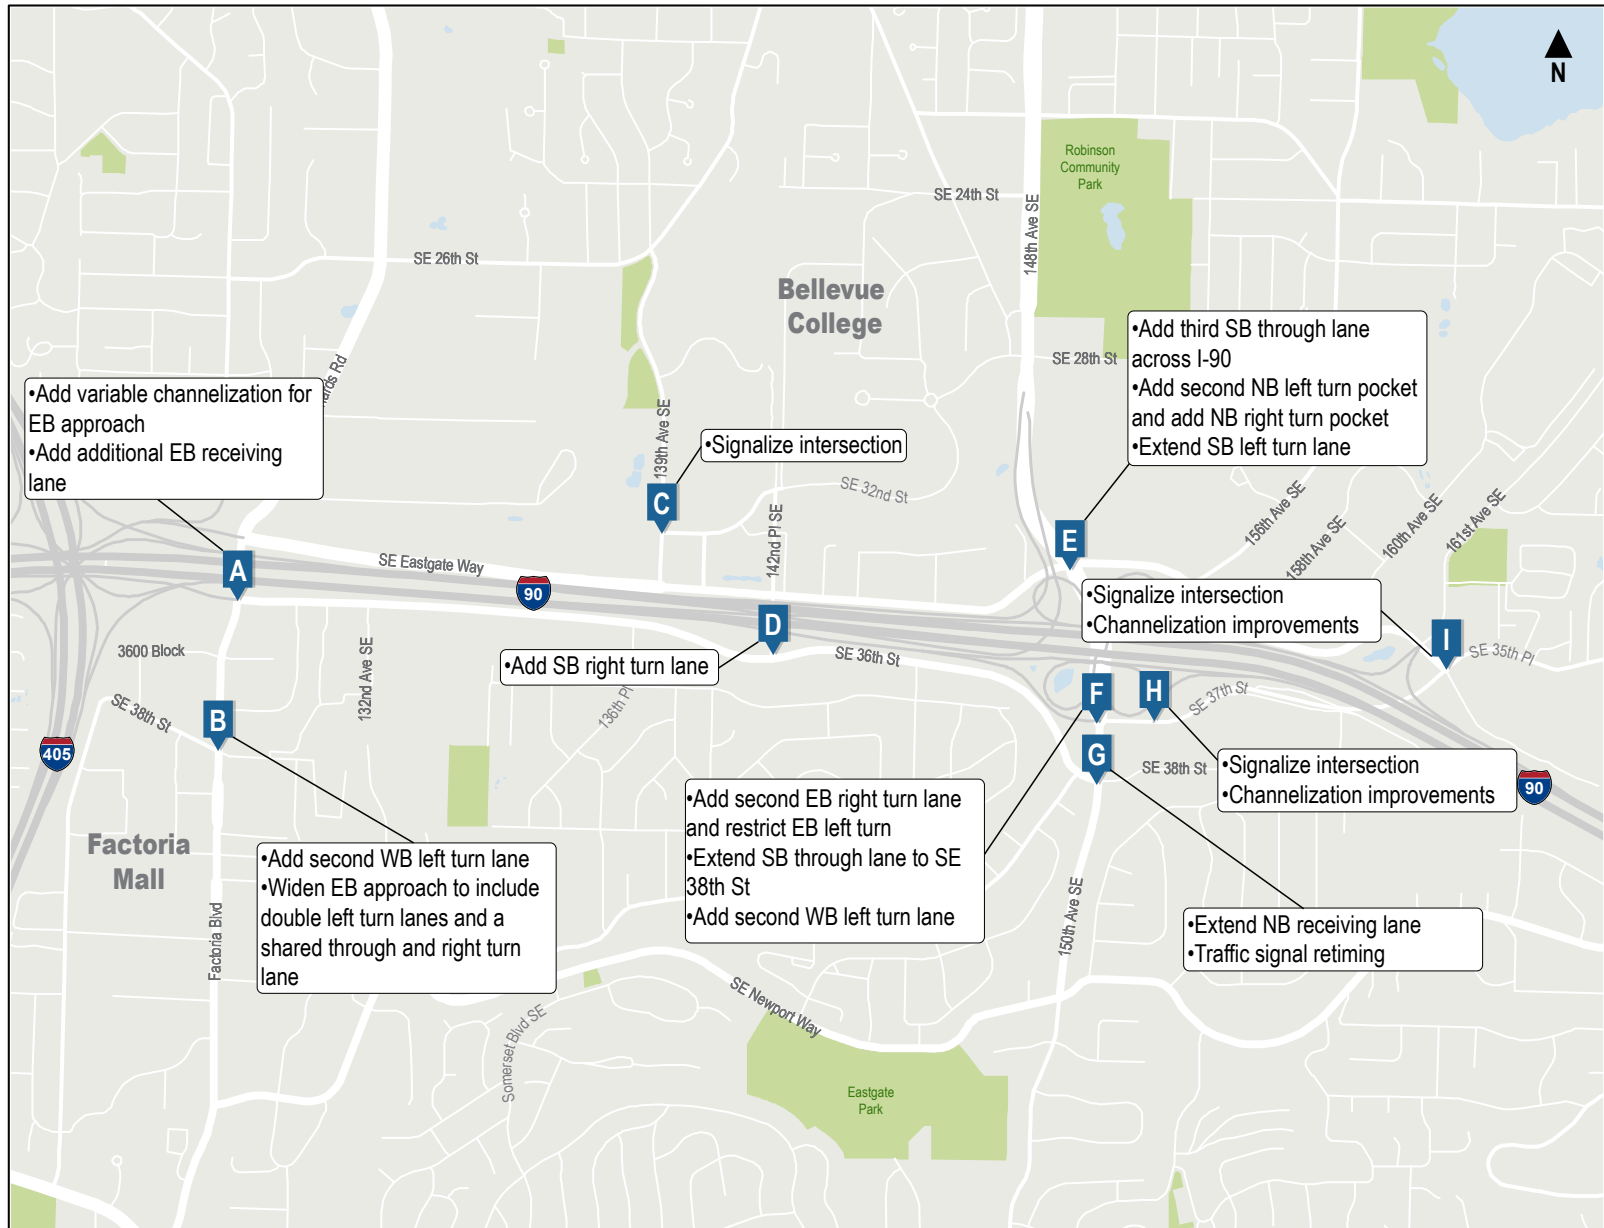 N
Robinson
Community
Park
SE 24th St
148th Ave SE
SE 26th St
Bellevue
College
•Add third SB through lane
across I-90
•Add second NB left turn pocket
and add NB right turn pocket
•Extend SB left turn lane
SE 28th St
•Add variable channelization for
EB approach
•Add additional EB receiving
lane
ards Rd
139th Ave SE
•Signalize intersection
C
SE 32nd St
156th Ave SE
158th Ave SE
160th Ave SE
161st Ave SE
142nd Pl SE
E
SE Eastgate Way
A
90
•Signalize intersection
•Channelization improvements
D
I
SE 35th Pl
3600 Block
132nd Ave SE
•Add SB right turn lane
SE 36th St
136th Pl
SE 38th St
B
F
H
SE 37th St
405
G
SE 38th St
•Signalize intersection
•Channelization improvements
90
•Add second EB right turn lane
and restrict EB left turn
•Extend SB through lane to SE
38th St
•Add second WB left turn lane
Factoria
Mall
•Add second WB left turn lane
•Widen EB approach to include
double left turn lanes and a
shared through and right turn
lane
Factoria Blvd
150th Ave SE
•Extend NB receiving lane
•Traffic signal retiming
SE Newport Way
Somerset Blvd SE
Eastgate
Park